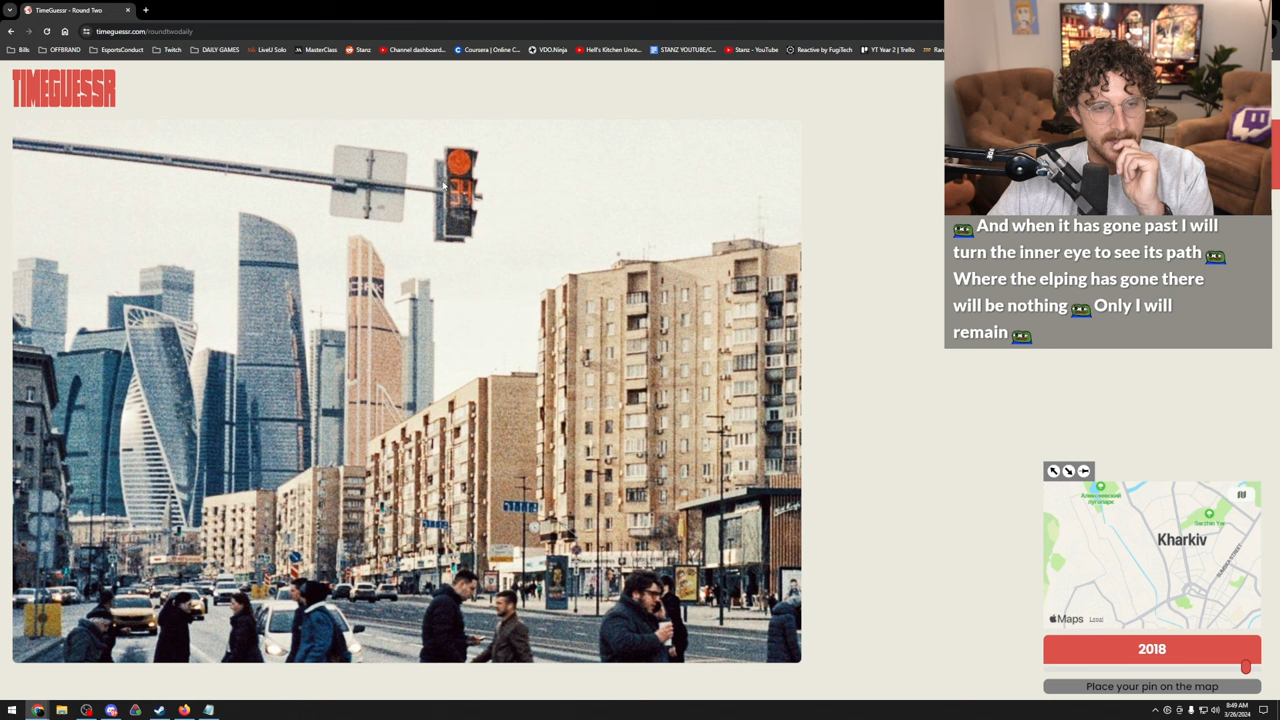 TimeGuessr - Round Two
timeguessr.com/roundtwodaily
Bills
OFFBRAND
EsportsConduct
Twitch
DAILY GAMES
LiveU Solo
MasterClass
Stanz
Channel dashboard...
Coursera | Online C...
VDO.Ninja
Hell's Kitchen Unce...
STANZ YOUTUBE/C...
Stanz - YouTube
Reactive by FugiTech
YT Year 2 | Trello
TIMEGUESSR
34
And when it has gone past I will
turn the inner eye to see its path
Where the elping has gone there
will be nothing Only I will
remain
Sarzhin Yar
Kharkiv
Maps
Legal
2018
Place your pin on the map
8:49 AM
3/26/2024